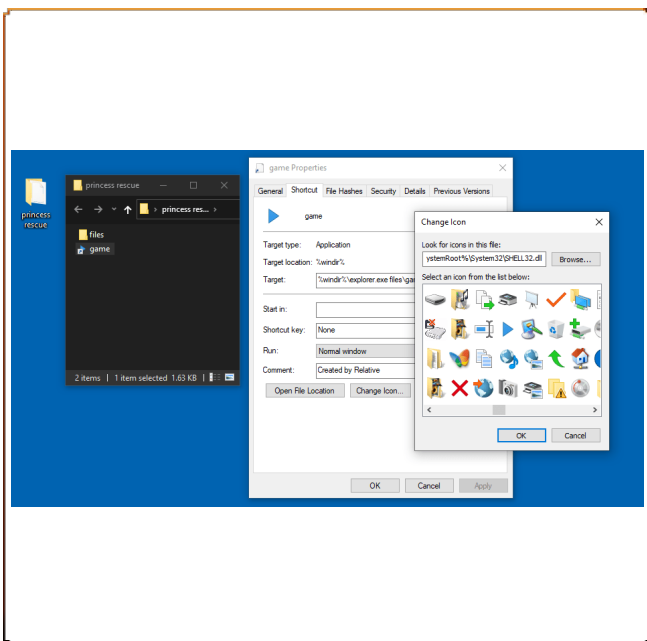 princess
rescue
princess rescue
princess res...
files
game
2 items
1 item selected 1.63 KB
game Properties
General Shortcut File Hashes Security Details Previous Versions
game
Target type: Application
Target location: %windir%
Target: %windir%\explorer.exe files\ga
Start in:
Shortcut key: None
Run: Normal window
Comment: Created by Relative
Open File Location Change Icon...
OK Cancel Apply
Change Icon
Look for icons in this file:
ystemRoot%\System32\SHELL32.dll Browse...
Select an icon from the list below:
OK Cancel